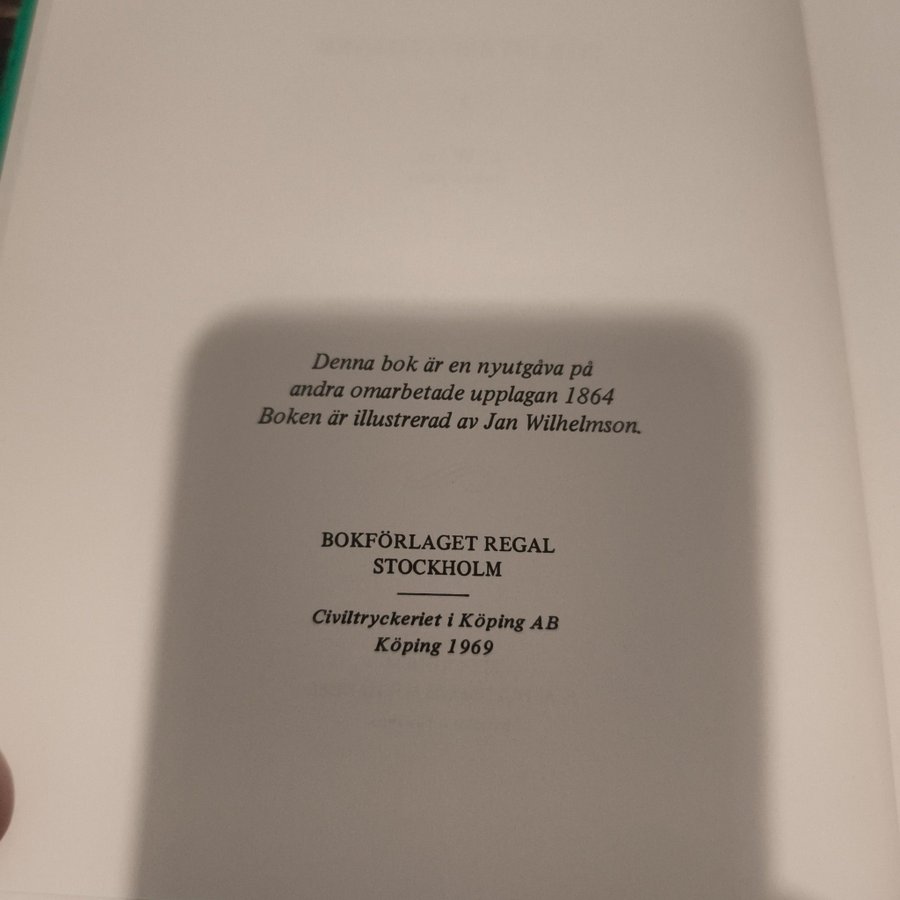 Denna bok är en nyutgåva på
andra omarbetade upplagan 1864
Boken är illustrerad av Jan Wilhelmson.
BOKFÖRLAGET REGAL
STOCKHOLM
Civiltryckeriet i Köping AB
Köping 1969